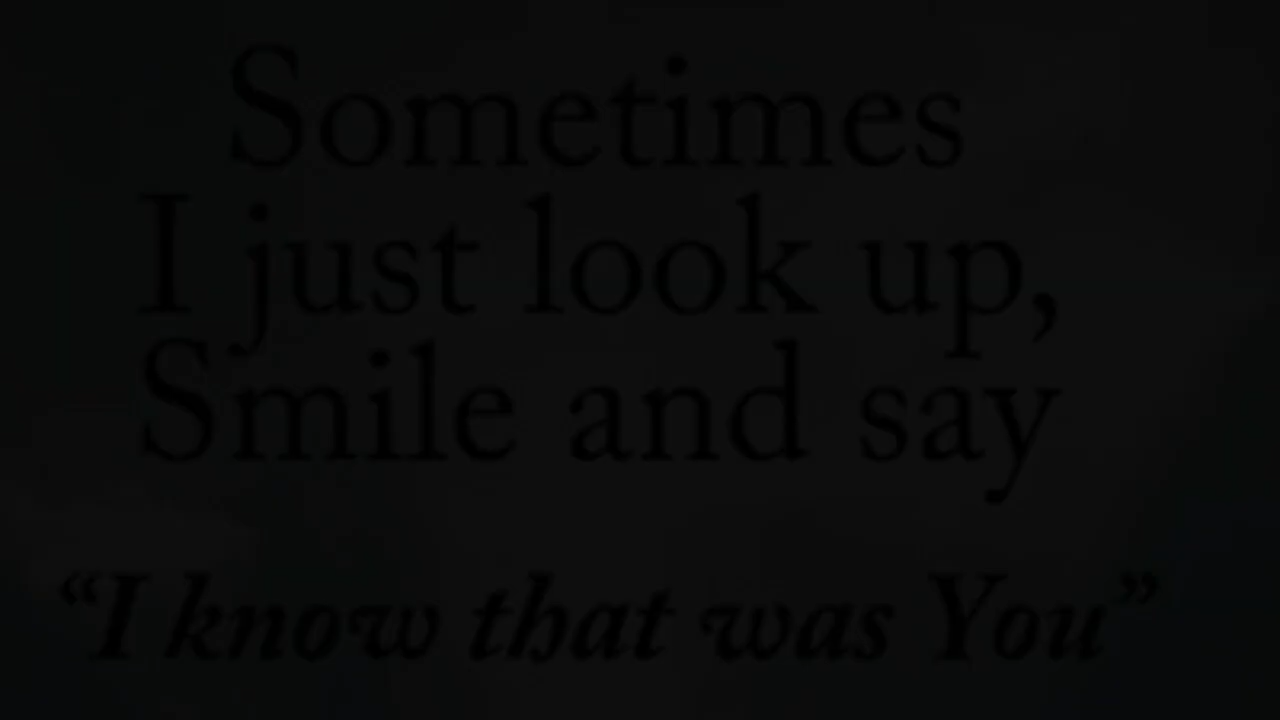 Sometimes
I just look up,
Smile and say
“I know that was You”